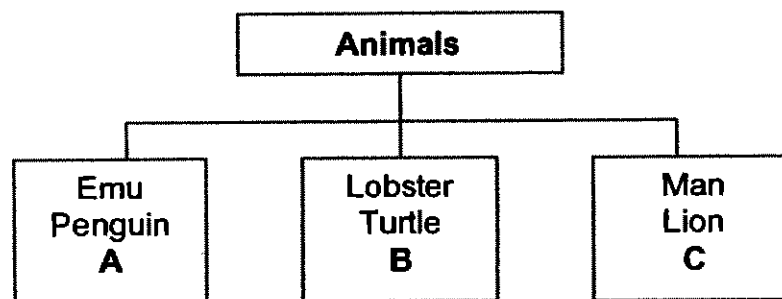 Animals
Emu
Penguin
A
Lobster
Turtle
B
Man
Lion
C